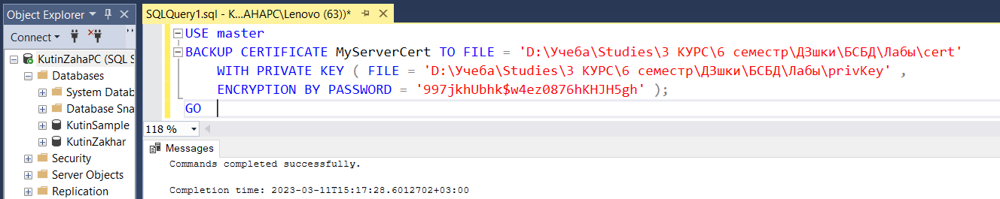 Object Explorer
Connect
KutinZahaPC (SQL S
Databases
System Datab
Database Sna
KutinSample
KutinZakhar
Security
Server Objects
Replication
SQLQuery1.sql - K...AHAPC\Lenovo (63))*
USE master
BACKUP CERTIFICATE MyServerCert TO FILE = 'D:\Учеба\Studies\3 КУРС\6 семестр\ДЗшки\БСБД\Лабы\cert'
WITH PRIVATE KEY ( FILE = 'D:\Учеба\Studies\3 КУРС\6 семестр\ДЗшки\БСБД\Лабы\privKey' ,
ENCRYPTION BY PASSWORD = '997jkhUbhk$w4ez0876hKHJH5gh' );
GO
118 %
Messages
Commands completed successfully.
Completion time: 2023-03-11T15:17:28.6012702+03:00